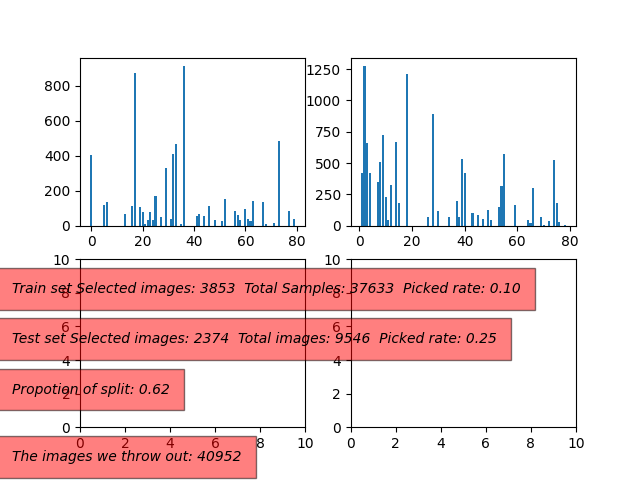 800
600
400
200
0
0 20 40 60 80
1250
1000
750
500
250
0
0 20 40 60 80
10
8
6
4
2
0
0 2 4 6 8 10
10
8
6
4
2
0
0 2 4 6 8 10
Train set Selected images: 3853 Total Samples: 37633 Picked rate: 0.10
Test set Selected images: 2374 Total images: 9546 Picked rate: 0.25
Propotion of split: 0.62
The images we throw out: 40952